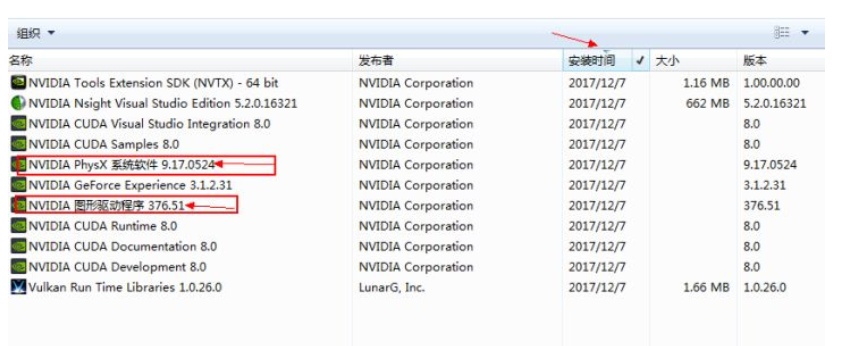 组织
名称 发布者 安装时间 大小 版本
NVIDIA Tools Extension SDK (NVTX) - 64 bit NVIDIA Corporation 2017/12/7 1.16 MB 1.00.00.00
NVIDIA Nsight Visual Studio Edition 5.2.0.16321 NVIDIA Corporation 2017/12/7 662 MB 5.2.0.16321
NVIDIA CUDA Visual Studio Integration 8.0 NVIDIA Corporation 2017/12/7 8.0
NVIDIA CUDA Samples 8.0 NVIDIA Corporation 2017/12/7 8.0
NVIDIA PhysX 系统软件 9.17.0524 NVIDIA Corporation 2017/12/7 9.17.0524
NVIDIA GeForce Experience 3.1.2.31 NVIDIA Corporation 2017/12/7 3.1.2.31
NVIDIA 图形驱动程序 376.51 NVIDIA Corporation 2017/12/7 376.51
NVIDIA CUDA Runtime 8.0 NVIDIA Corporation 2017/12/7 8.0
NVIDIA CUDA Documentation 8.0 NVIDIA Corporation 2017/12/7 8.0
NVIDIA CUDA Development 8.0 NVIDIA Corporation 2017/12/7 8.0
Vulkan Run Time Libraries 1.0.26.0 LunarG, Inc. 2017/12/7 1.66 MB 1.0.26.0